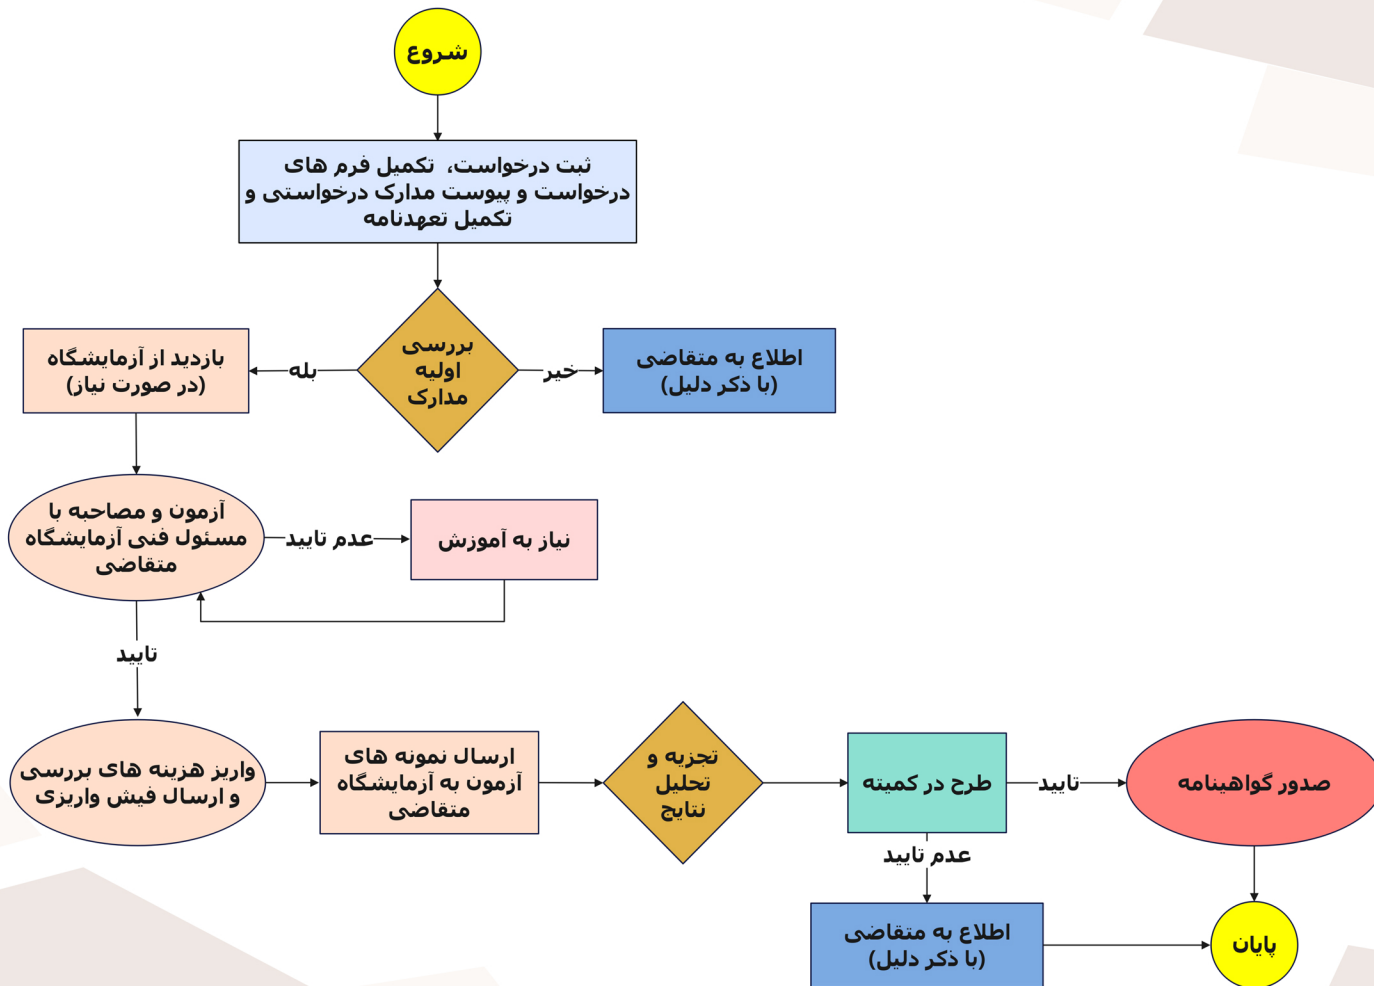 شروع
ثبت درخواست، تکمیل فرم های
درخواست و پیوست مدارک درخواستی و
تکمیل تعهدنامه
بررسی
اولیه
مدارک
خیر
اطلاع به متقاضی
(با ذکر دلیل)
بله
بازدید از آزمایشگاه
(در صورت نیاز)
آزمون و مصاحبه با
مسئول فنی آزمایشگاه
متقاضی
عدم تایید
نیاز به آموزش
تایید
واریز هزینه های بررسی
و ارسال فیش واریزی
ارسال نمونه های
آزمون به آزمایشگاه
متقاضی
تجزیه و
تحلیل
نتایج
طرح در کمیته
تایید
صدور گواهینامه
عدم تایید
اطلاع به متقاضی
(با ذکر دلیل)
پایان